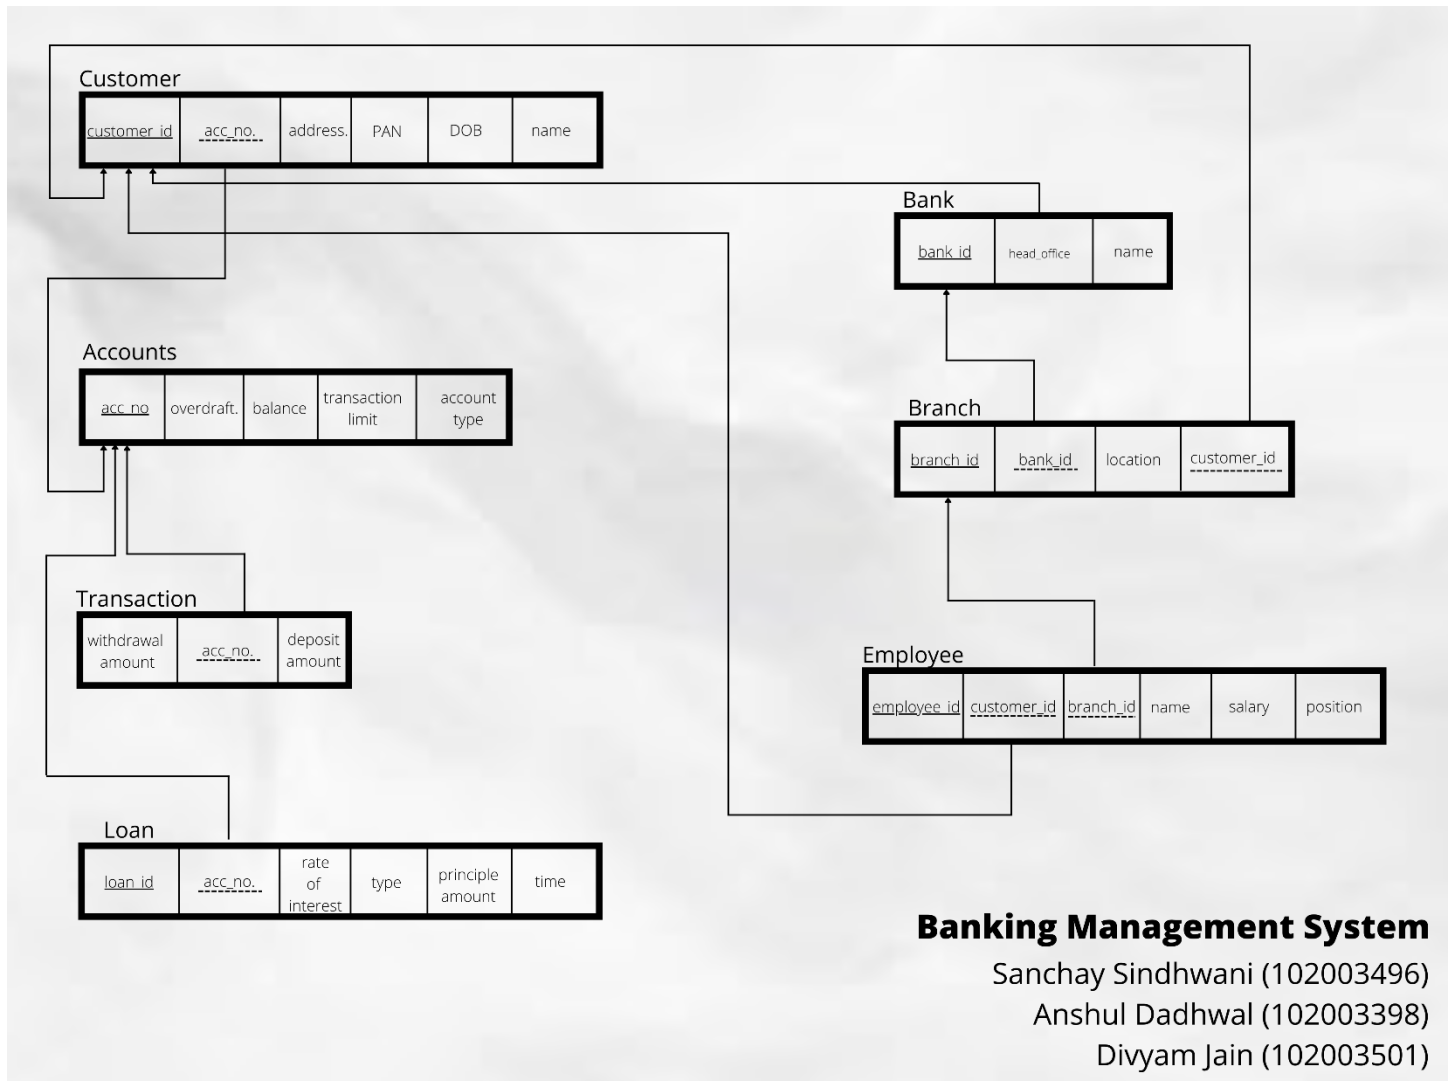 Customer
customer_id acc_no. address. PAN DOB name
Bank
bank_id head_office name
Accounts
acc_no overdraft. balance transaction limit account type
Branch
branch_id bank_id location customer_id
Transaction
withdrawal amount acc_no. deposit amount
Employee
employee_id customer_id branch_id name salary position
Loan
loan_id acc_no. rate of interest type principle amount time
Banking Management System
Sanchay Sindhwani (102003496)
Anshul Dadhwal (102003398)
Divyam Jain (102003501)